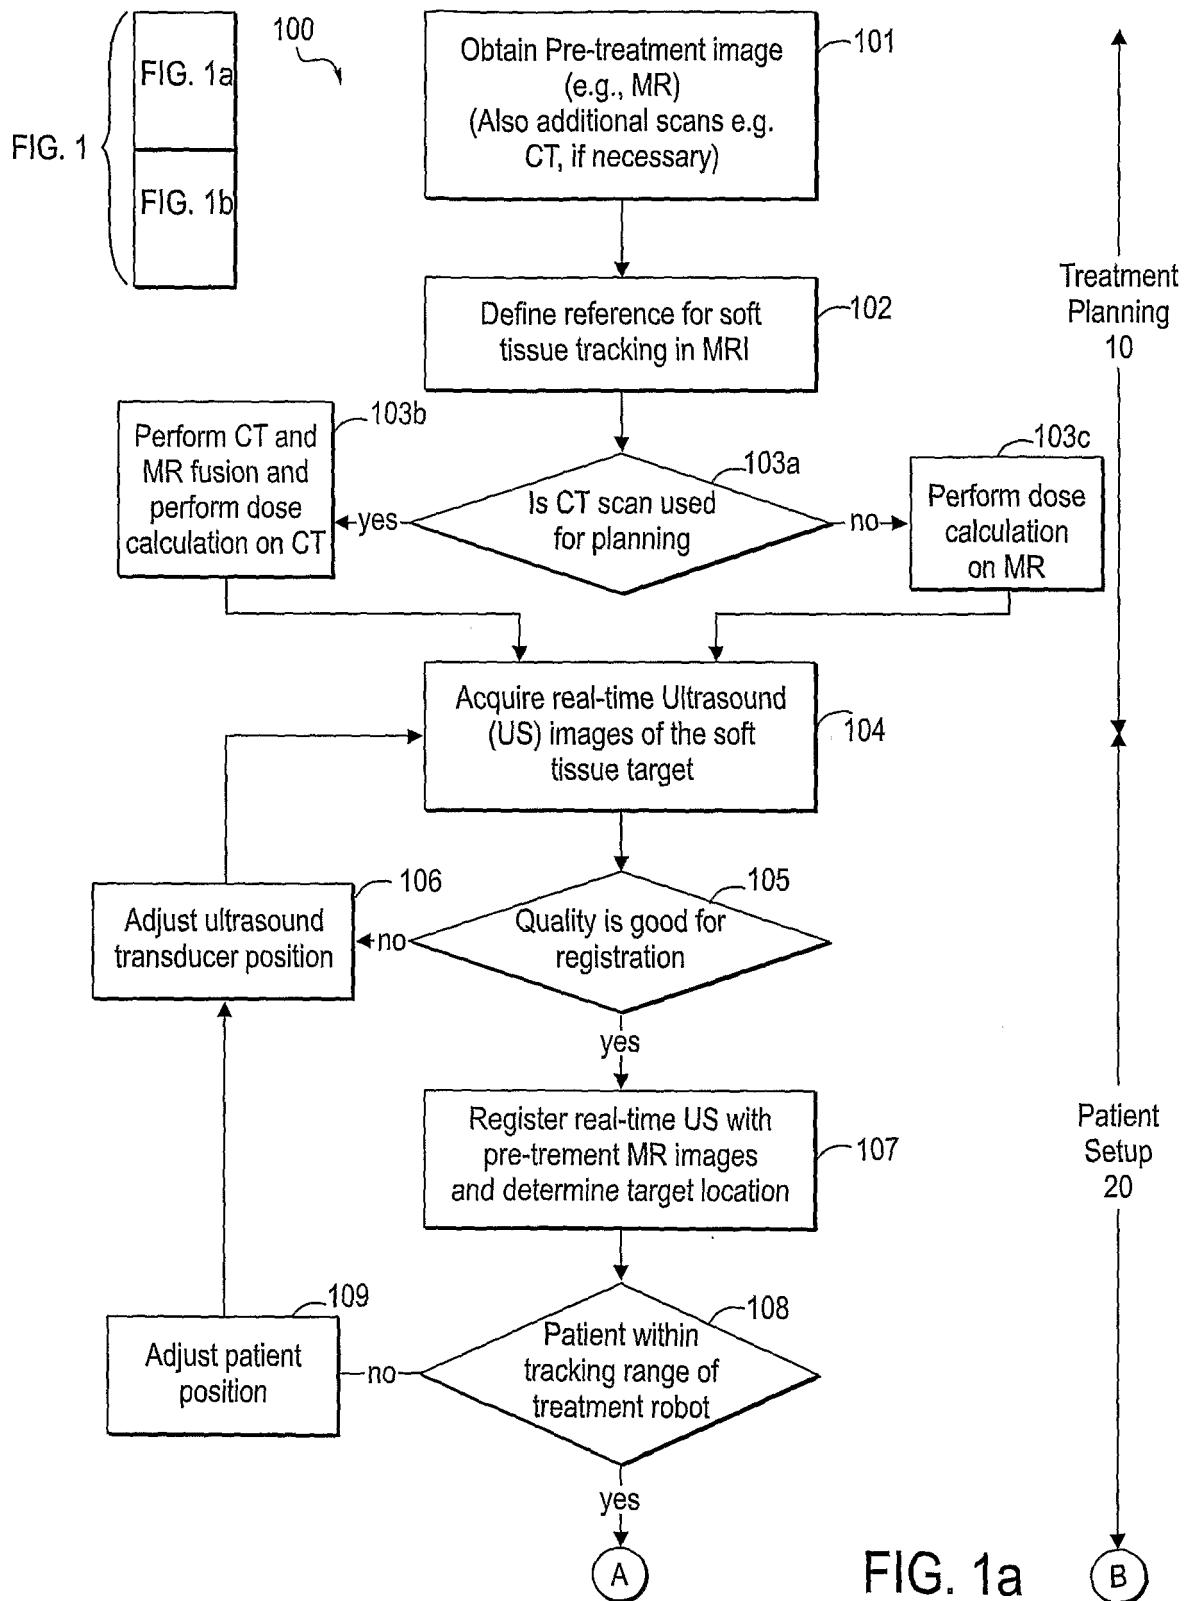 FIG. 1
FIG. 1a
FIG. 1b
100
Obtain Pre-treatment image
(e.g., MR)
(Also additional scans e.g.
CT, if necessary)
101
Define reference for soft
tissue tracking in MRI
102
Treatment
Planning
10
103b
Perform CT and
MR fusion and
perform dose
calculation on CT
yes
103a
Is CT scan used
for planning
no
103c
Perform dose
calculation
on MR
Acquire real-time Ultrasound
(US) images of the soft
tissue target
104
106
Adjust ultrasound
transducer position
no
105
Quality is good for
registration
yes
Register real-time US with
pre-trement MR images
and determine target location
107
Patient
Setup
20
109
Adjust patient
position
no
108
Patient within
tracking range of
treatment robot
yes
A
FIG. 1a
B